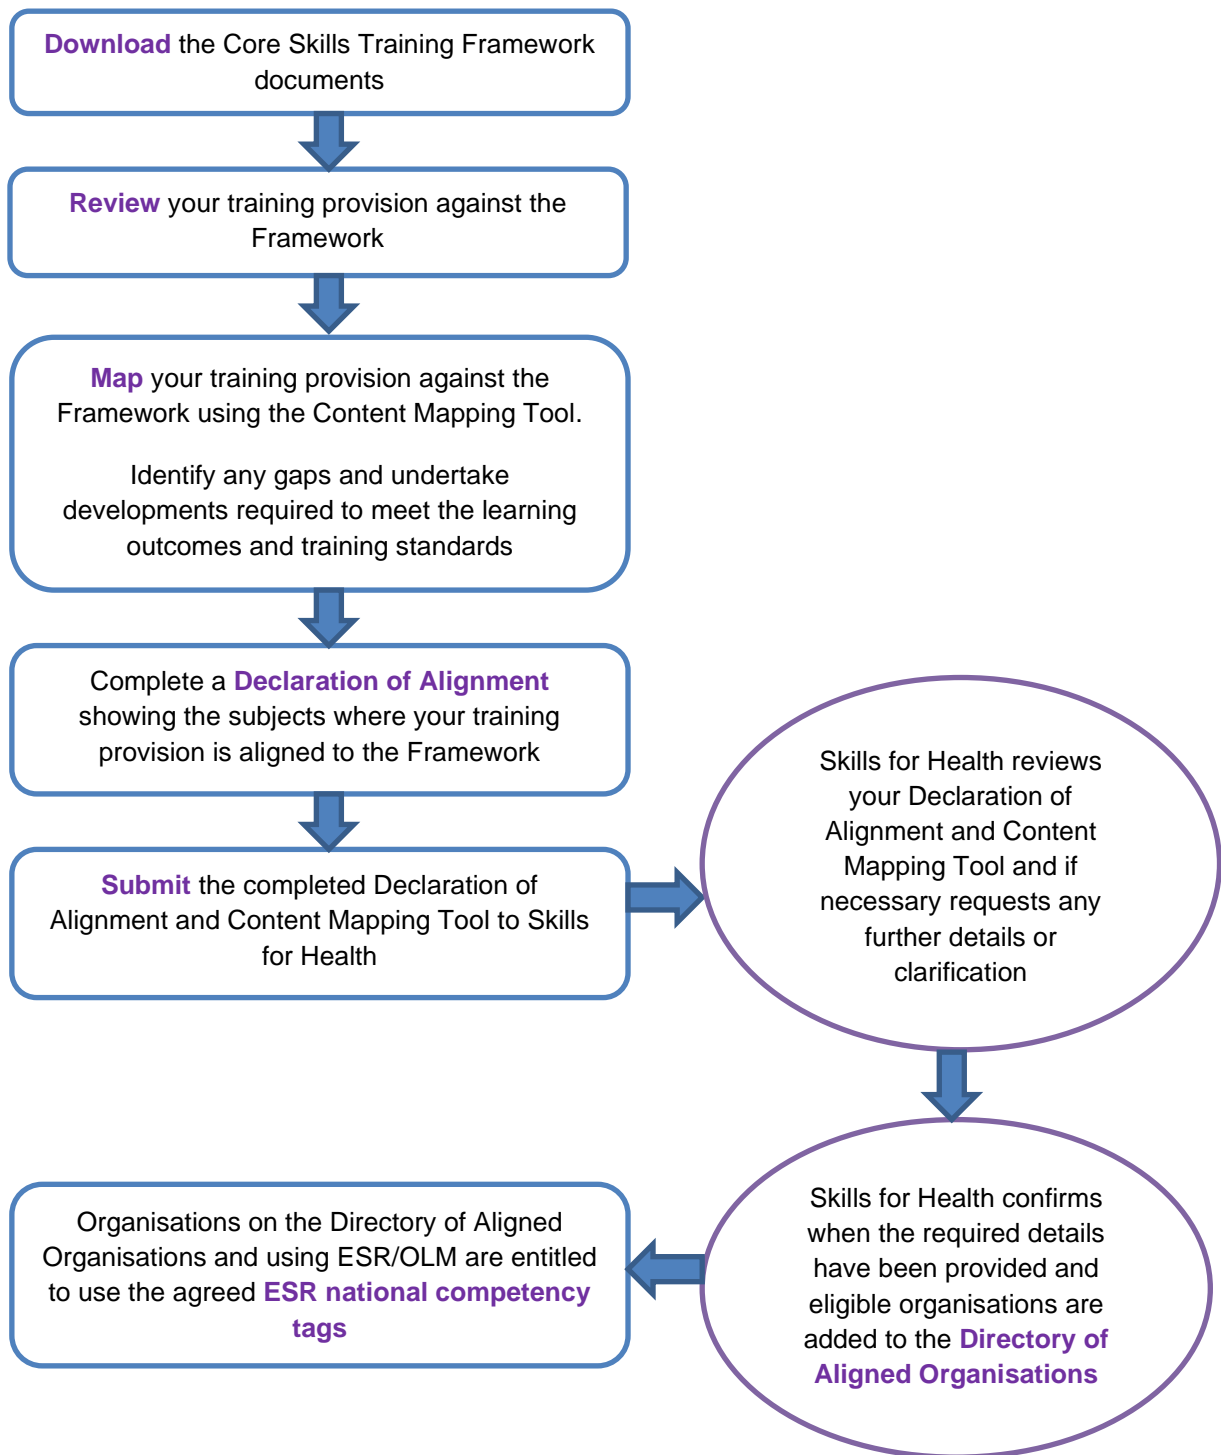 Download the Core Skills Training Framework
documents
Review your training provision against the
Framework
Map your training provision against the
Framework using the Content Mapping Tool.
Identify any gaps and undertake
developments required to meet the learning
outcomes and training standards
Complete a Declaration of Alignment
showing the subjects where your training
provision is aligned to the Framework
Submit the completed Declaration of
Alignment and Content Mapping Tool to Skills
for Health
Skills for Health reviews
your Declaration of
Alignment and Content
Mapping Tool and if
necessary requests any
further details or
clarification
Skills for Health confirms
when the required details
have been provided and
eligible organisations are
added to the Directory of
Aligned Organisations
Organisations on the Directory of Aligned
Organisations and using ESR/OLM are entitled
to use the agreed ESR national competency
tags